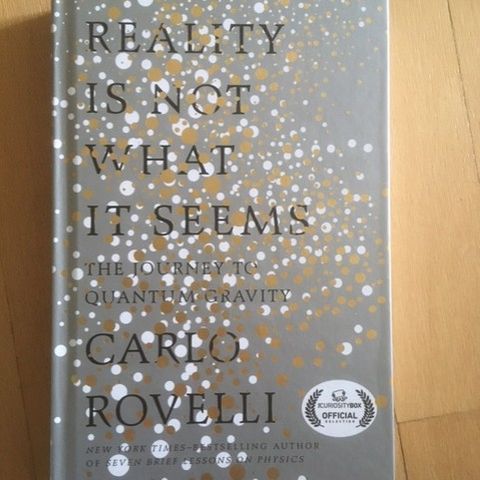 REALITY
IS NOT
WHAT
IT SEEMS
THE JOURNEY TO
QUANTUM GRAVITY
CARLO
ROVELLI
CURIOSITYBOX
OFFICIAL
SELECTION
NEW YORK TIMES–BESTSELLING AUTHOR
OF SEVEN BRIEF LESSONS ON PHYSICS